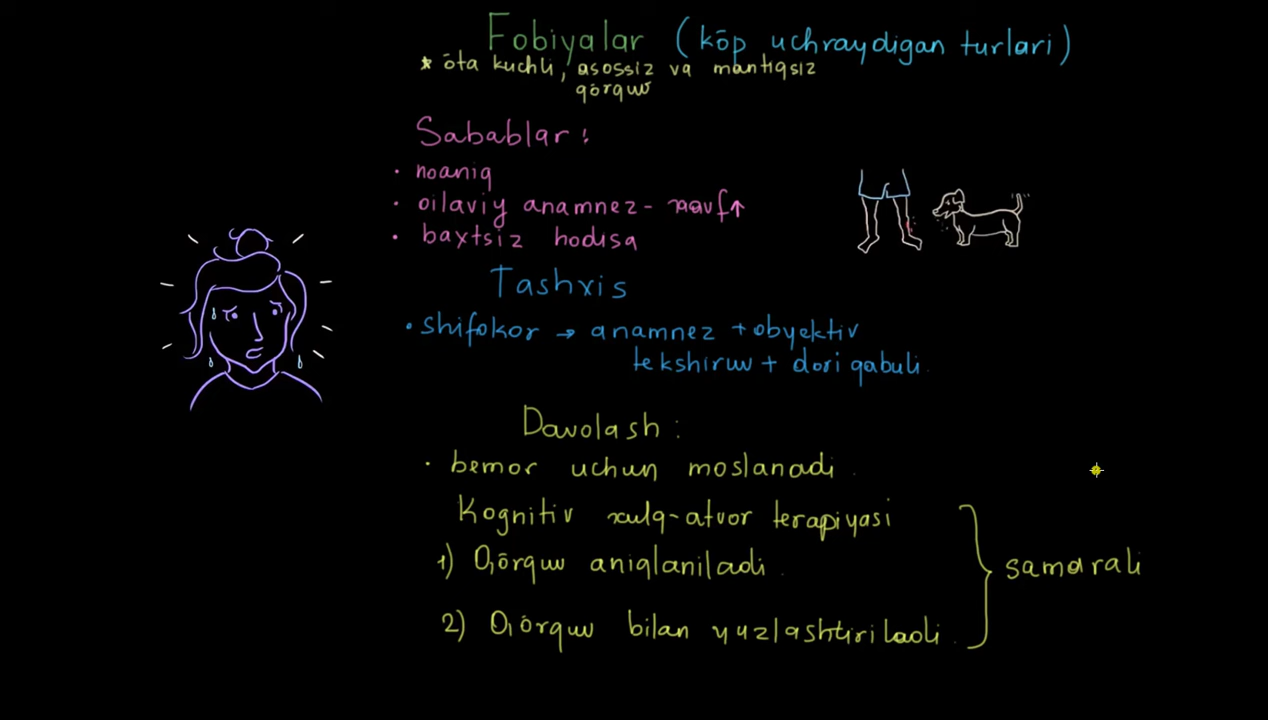 Fobiyalar (kōp uchraydigan turlari)
* ōta kuchli, asossiz va mantiqsiz
qōrquv
Sabablar:
• noaniq
• oilaviy anamnez - xavf↑
• baxtsiz hodisa
Tashxis
• shifokor → anamnez + obyektiv
tekshiruv + dori qabuli.
Davolash:
• bemor uchun moslanadi.
Kognitiv xulq-atvor terapiyasi
1) Qōrquv aniqlaniladi.
2) Qōrquv bilan yuzlashtiriladi.
samarali